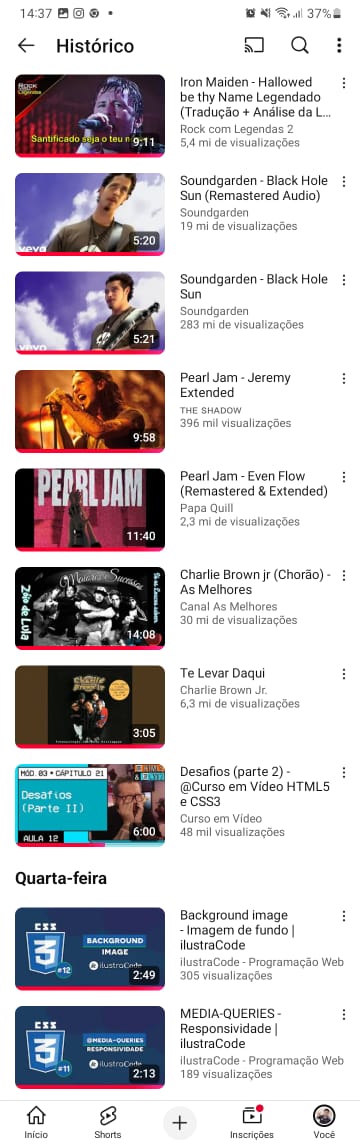 14:37
37%
Histórico
ROCK
Legendas
Santificado seja o teu n
9:11
Iron Maiden - Hallowed
be thy Name Legendado
(Tradução + Análise da L...
Rock com Legendas 2
5,4 mi de visualizações
vevo
5:20
Soundgarden - Black Hole
Sun (Remastered Audio)
Soundgarden
19 mi de visualizações
vevo
5:21
Soundgarden - Black Hole
Sun
Soundgarden
283 mi de visualizações
9:58
Pearl Jam - Jeremy
Extended
THE SHADOW
396 mil visualizações
PEARL JAM
11:40
Pearl Jam - Even Flow
(Remastered & Extended)
Papa Quill
2,3 mi de visualizações
Maiores Sucessos
Zóio de Lula
14:08
Charlie Brown jr (Chorão) -
As Melhores
Canal As Melhores
30 mi de visualizações
Charlie
Brown Jr.
3:05
Te Levar Daqui
Charlie Brown Jr.
6,3 mi de visualizações
MÓD. 03 • CAPÍTULO 21
Desafios
(Parte II)
AULA 12
6:00
Desafios (parte 2) -
@Curso em Vídeo HTML5
e CSS3
Curso em Vídeo
48 mil visualizações
Quarta-feira
CSS
3
#12
BACKGROUND
IMAGE
ilustraCode
2:49
Background image
- Imagem de fundo |
ilustraCode
ilustraCode - Programação Web
305 visualizações
CSS
3
#11
@MEDIA-QUERIES
RESPONSIVIDADE
ilustraCode
2:13
MEDIA-QUERIES -
Responsividade |
ilustraCode
ilustraCode - Programação Web
189 visualizações
Início
Shorts
Inscrições
Você